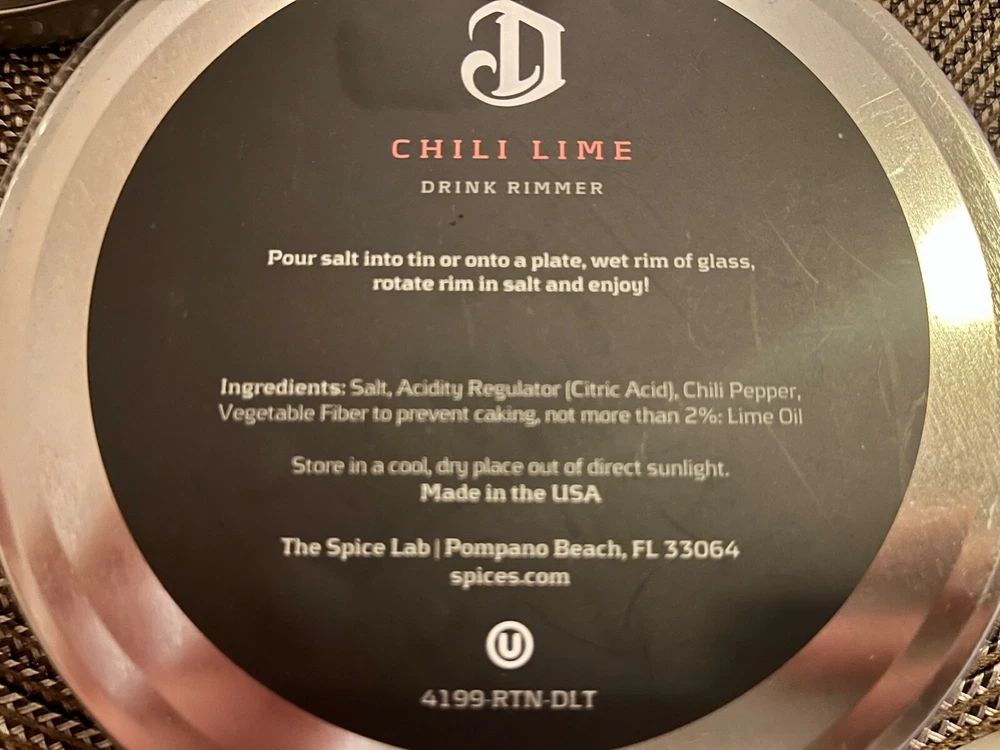 D
CHILI LIME
DRINK RIMMER
Pour salt into tin or onto a plate, wet rim of glass,
rotate rim in salt and enjoy!
Ingredients: Salt, Acidity Regulator (Citric Acid), Chili Pepper,
Vegetable Fiber to prevent caking, not more than 2%: Lime Oil
Store in a cool, dry place out of direct sunlight.
Made in the USA
The Spice Lab | Pompano Beach, FL 33064
spices.com
U
4199-RTN-DLT